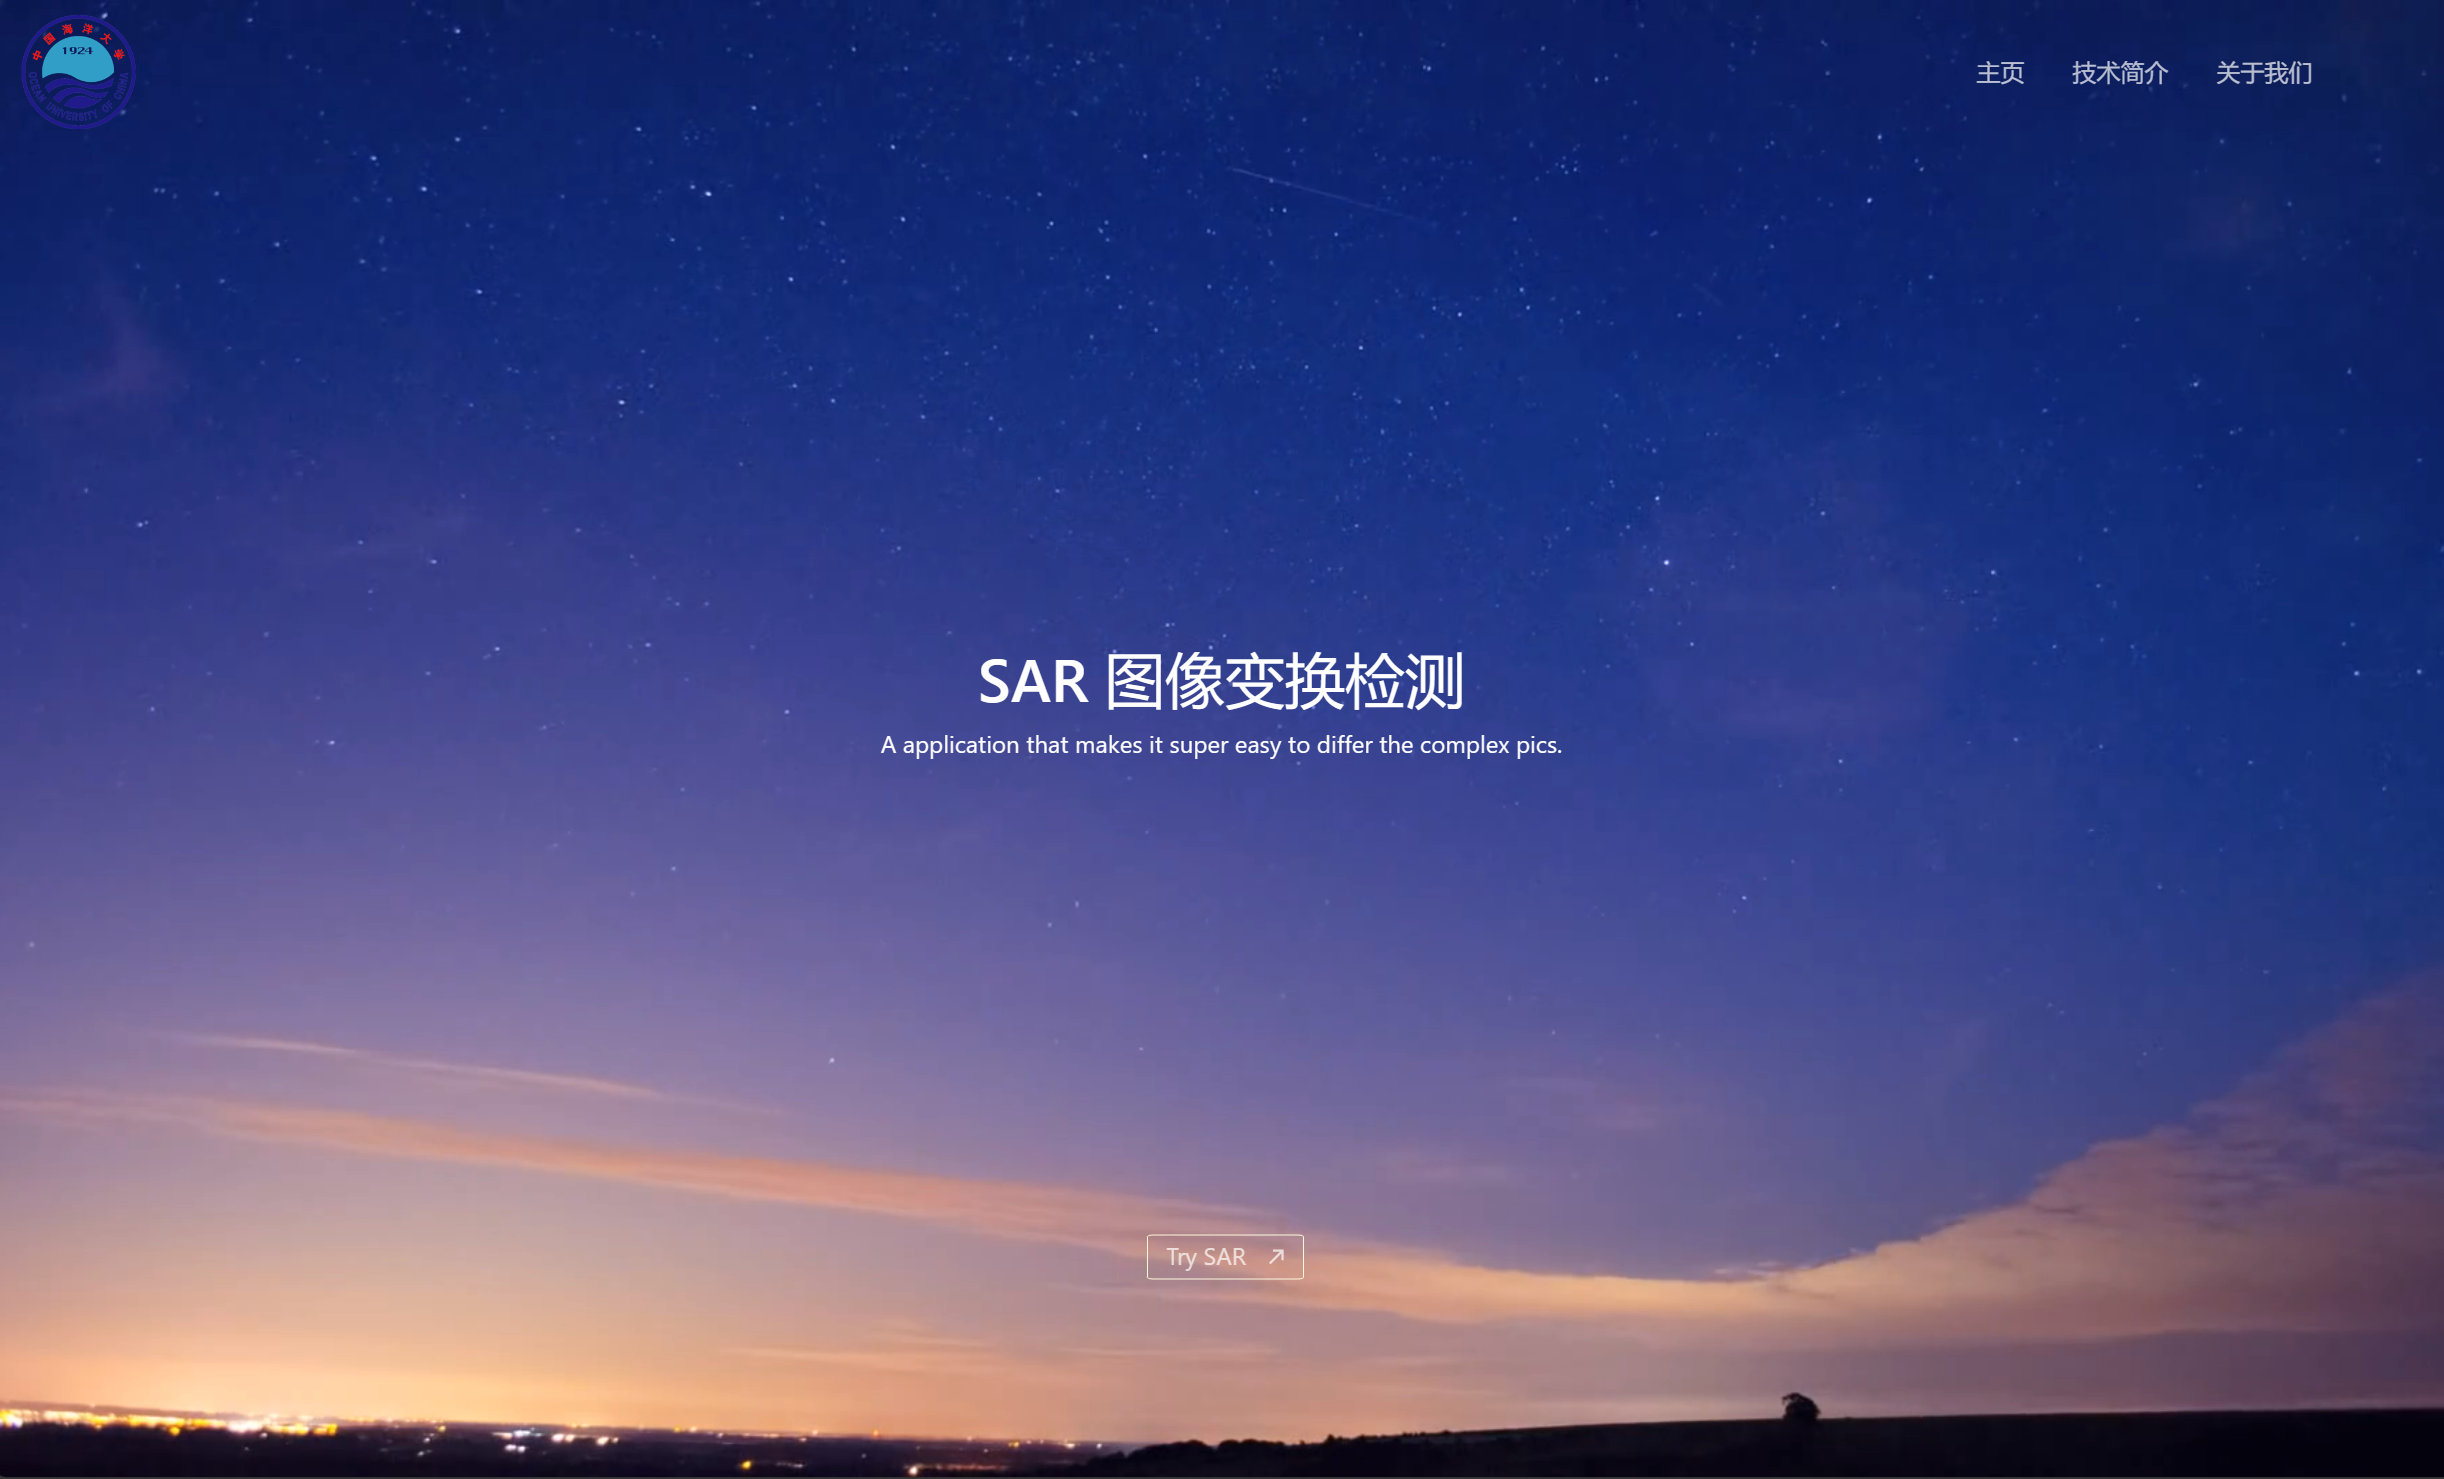 中国海洋大学
1924
OCEAN UNIVERSITY OF CHINA
主页 技术简介 关于我们
SAR 图像变换检测
A application that makes it super easy to differ the complex pics.
Try SAR